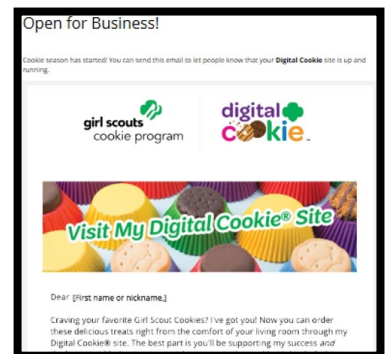 Open for Business!
Cookie season has started! You can send this email to let people know that your Digital Cookie site is up and
running.
girl scouts
cookie program
digital
cookie
Visit My Digital Cookie® Site
Dear [First name or nickname,]
Craving your favorite Girl Scout Cookies? I've got you! Now you can order
these delicious treats right from the comfort of your living room through my
Digital Cookie® site. The best part is you'll be supporting my success and